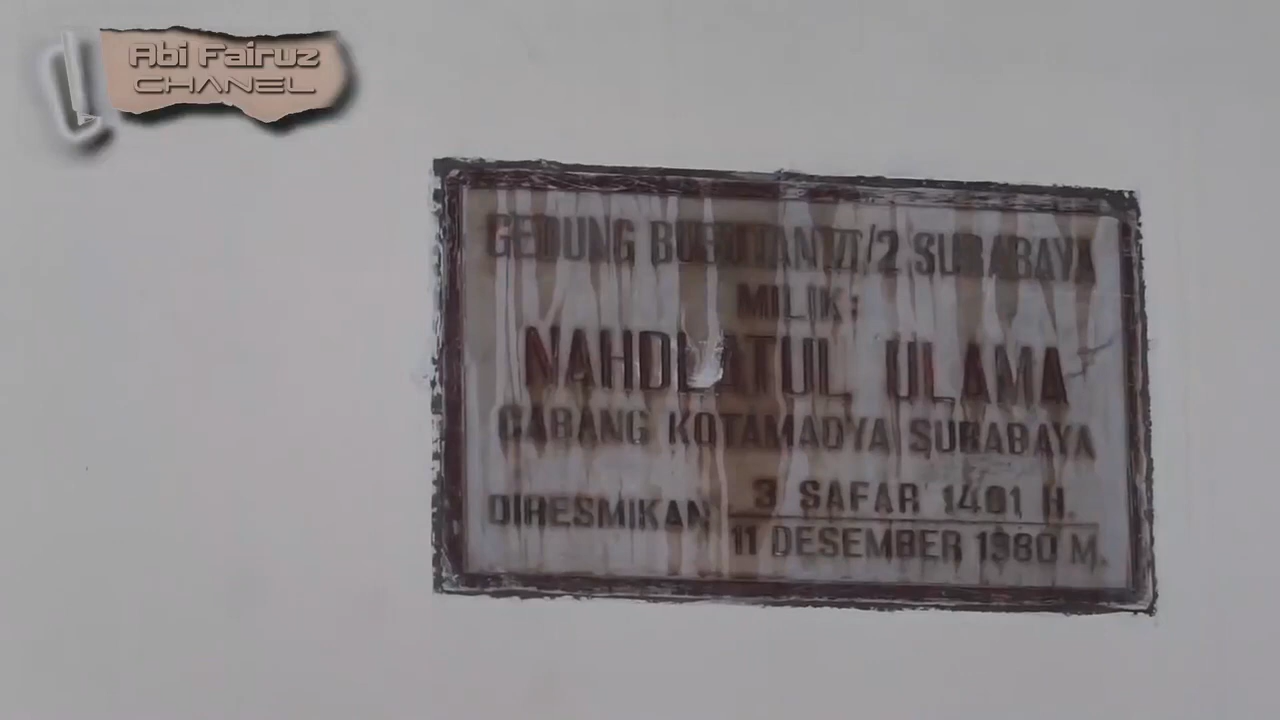 Abi Fairuz
CHANEL
GEDUNG BUBUTAN VI/2 SURABAYA
MILIK:
NAHDLATUL ULAMA
CABANG KOTAMADYA SURABAYA
DIRESMIKAN 3 SAFAR 1401 H.
11 DESEMBER 1980 M.